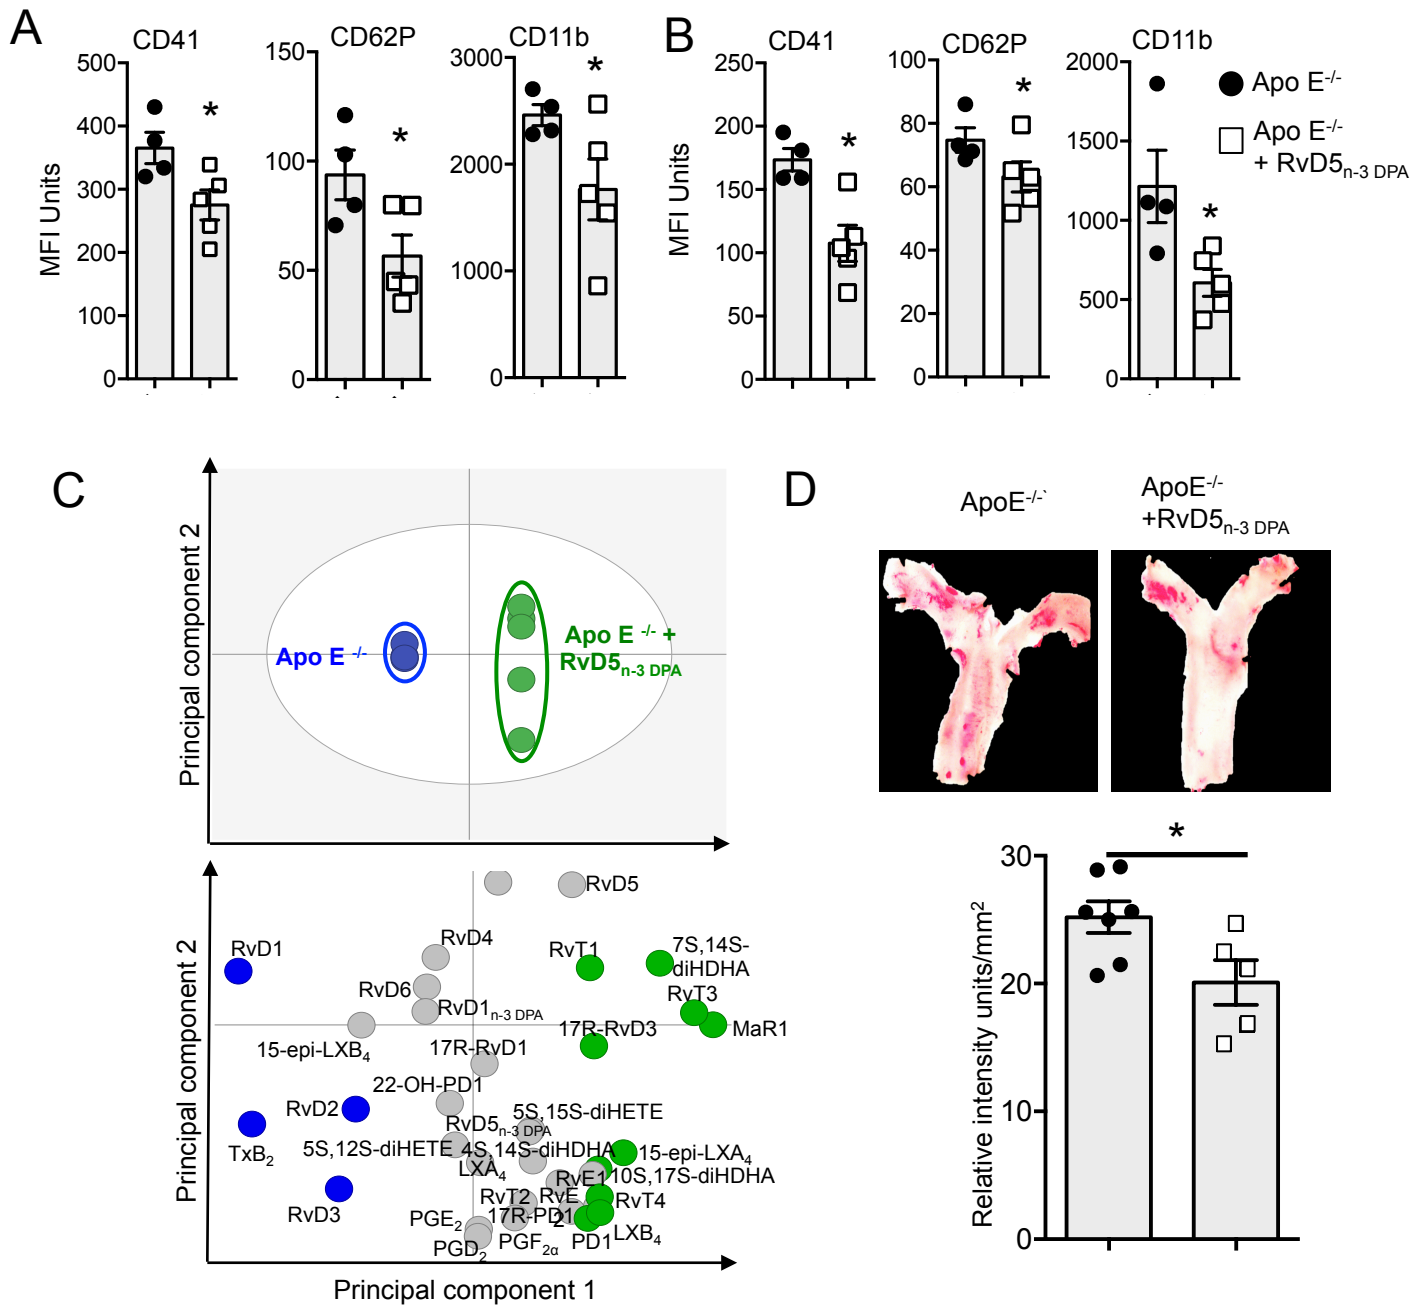 A
CD41
CD62P
CD11b
MFI Units
500
400
300
200
100
0
*
150
100
50
0
*
3000
2000
1000
0
*
B
CD41
CD62P
CD11b
MFI Units
250
200
150
100
50
0
*
100
80
60
40
20
0
*
2000
1500
1000
500
0
*
Apo E-/-
Apo E-/-
+ RvD5n-3 DPA
C
Principal component 2
Apo E -/-
Apo E -/- +
RvD5n-3 DPA
Principal component 2
RvD5
RvD1
RvD4
RvT1
7S,14S-
diHDHA
RvD6
RvT3
RvD1n-3 DPA
17R-RvD3
MaR1
15-epi-LXB4
17R-RvD1
22-OH-PD1
RvD2
5S,15S-diHETE
RvD5n-3 DPA
TxB2
5S,12S-diHETE
4S,14S-diHDHA
15-epi-LXA4
LXA4
RvE1
10S,17S-diHDHA
RvD3
RvT2
RvE
2
RvT4
PGE2
17R-PD1
LXB4
PGD2
PGF2α
PD1
Principal component 1
D
ApoE-/-`
ApoE-/-
+RvD5n-3 DPA
*
Relative intensity units/mm2
30
20
10
0